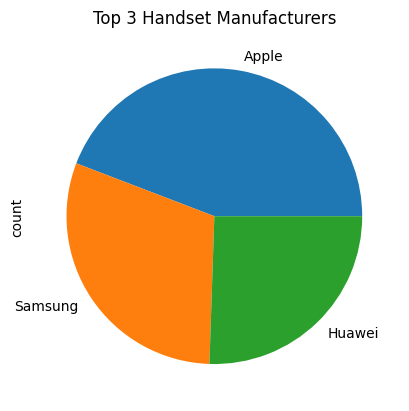 Top 3 Handset Manufacturers
Apple
count
Samsung
Huawei